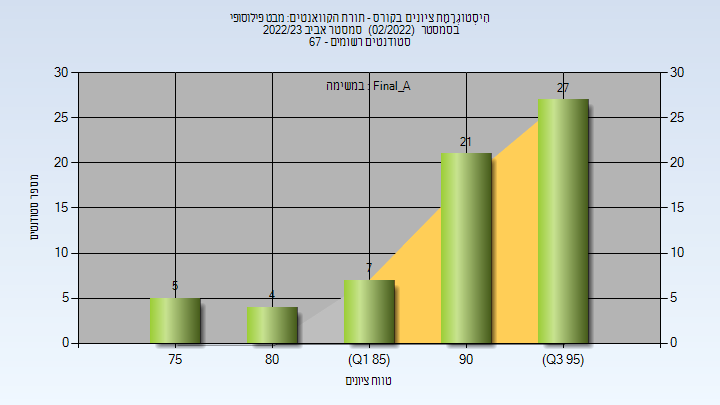 היסטוגרמת ציונים בקורס - תורת הקוואנטים: מבט פילוסופי
בסמסטר (02/2022) סמסטר אביב 2022/23
סטודנטים רשומים - 67
במשימה : Final_A
מספר סטודנטים
30 30
25 25
20 20
15 15
10 10
5 5
0 0
5 4 7 21 27
75 80 (Q1 85) 90 (Q3 95)
טווח ציונים